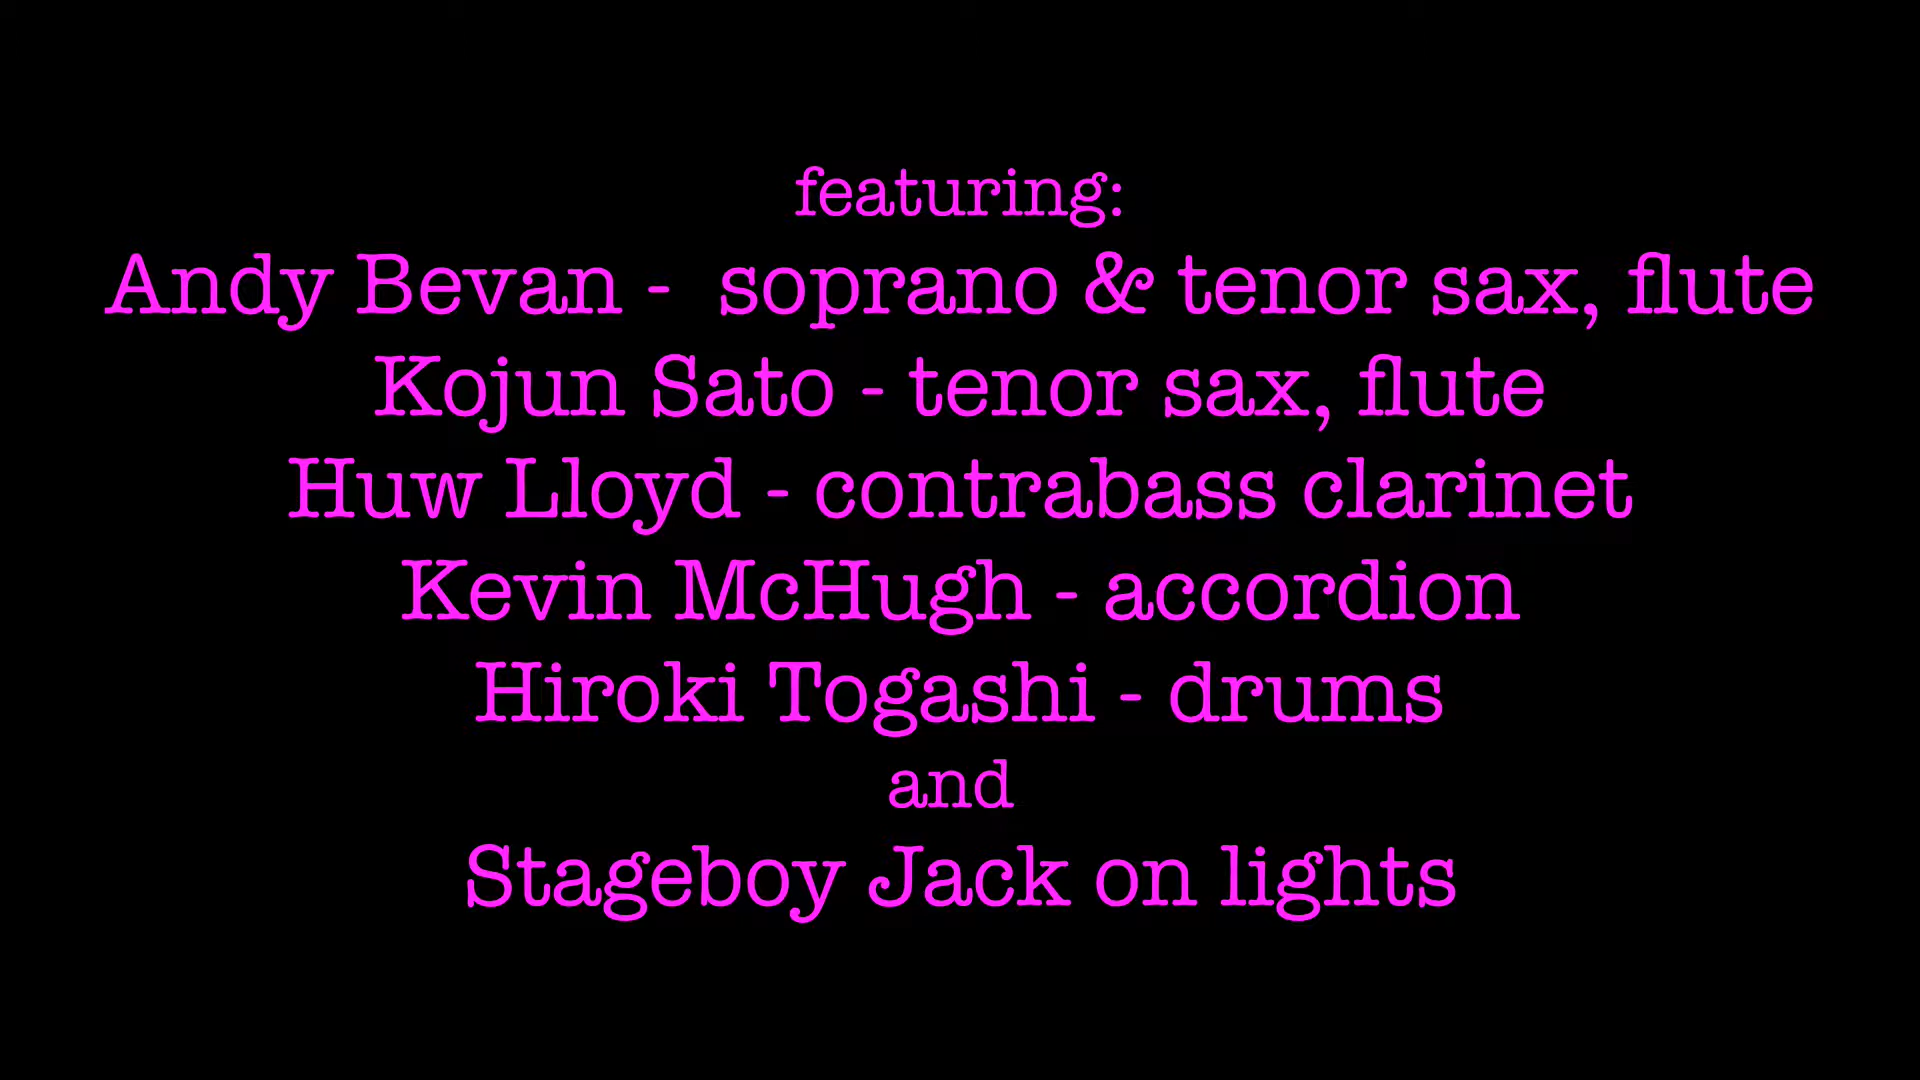 featuring:
Andy Bevan -  soprano & tenor sax, flute
Kojun Sato - tenor sax, flute
Huw Lloyd - contrabass clarinet
Kevin McHugh - accordion
Hiroki Togashi - drums
and
Stageboy Jack on lights